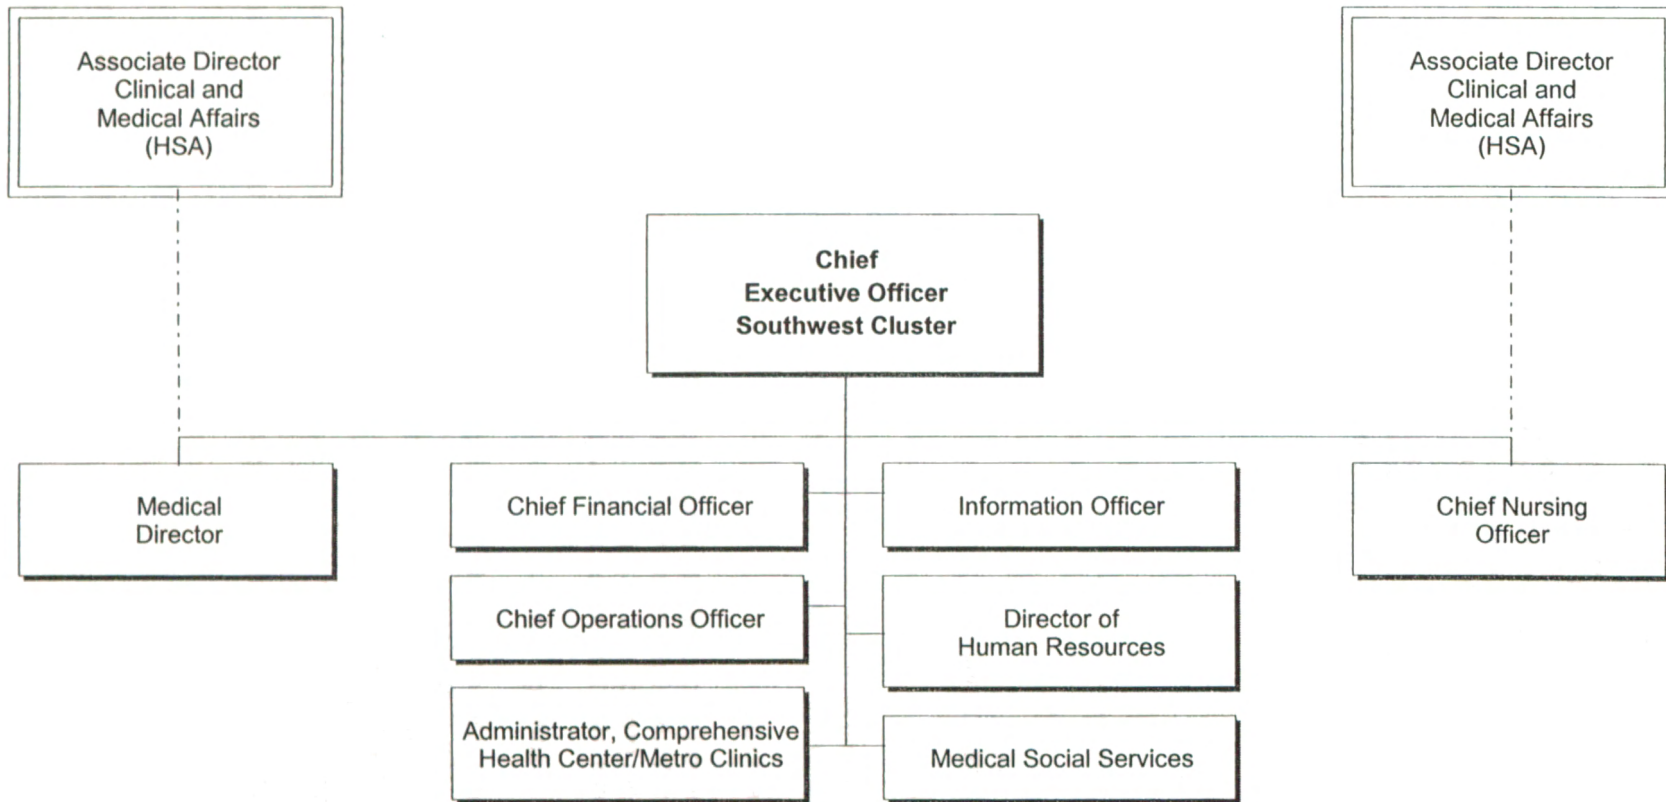 Associate Director
Clinical and
Medical Affairs
(HSA)
Associate Director
Clinical and
Medical Affairs
(HSA)
Chief
Executive Officer
Southwest Cluster
Medical
Director
Chief Financial Officer
Information Officer
Chief Nursing
Officer
Chief Operations Officer
Director of
Human Resources
Administrator, Comprehensive
Health Center/Metro Clinics
Medical Social Services